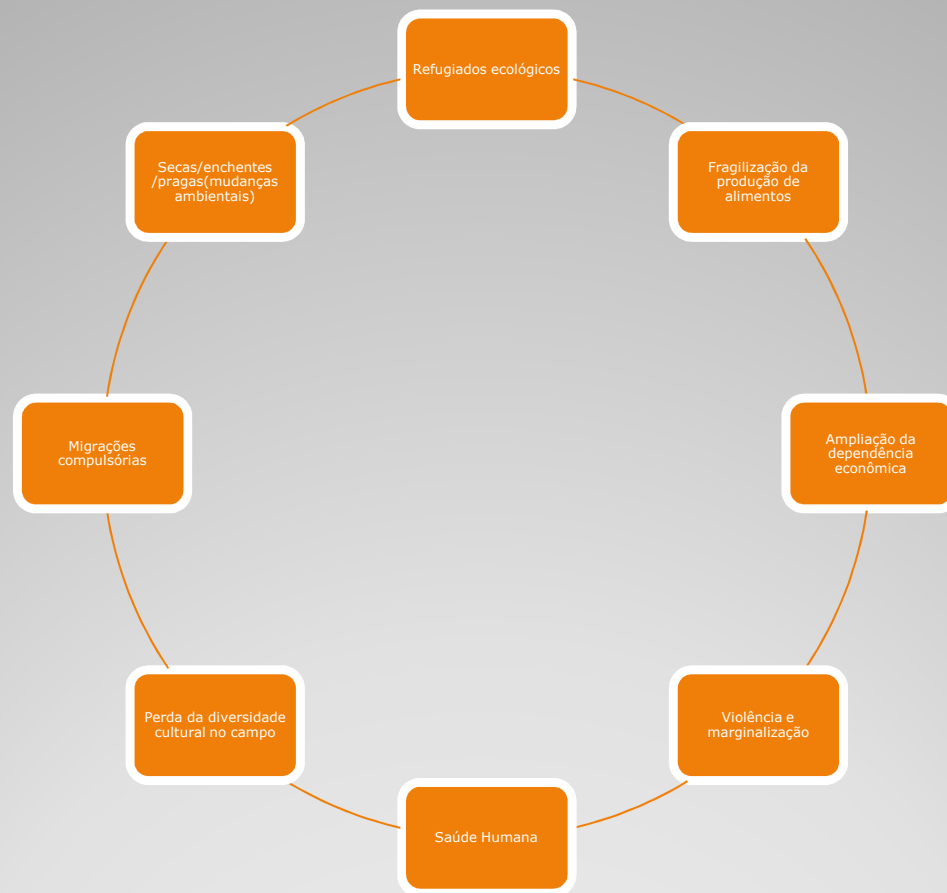 Refugiados ecológicos
Fragilização da
produção de
alimentos
Ampliação da
dependência
econômica
Violência e
marginalização
Saúde Humana
Perda da diversidade
cultural no campo
Migrações
compulsórias
Secas/enchentes
/pragas(mudanças
ambientais)